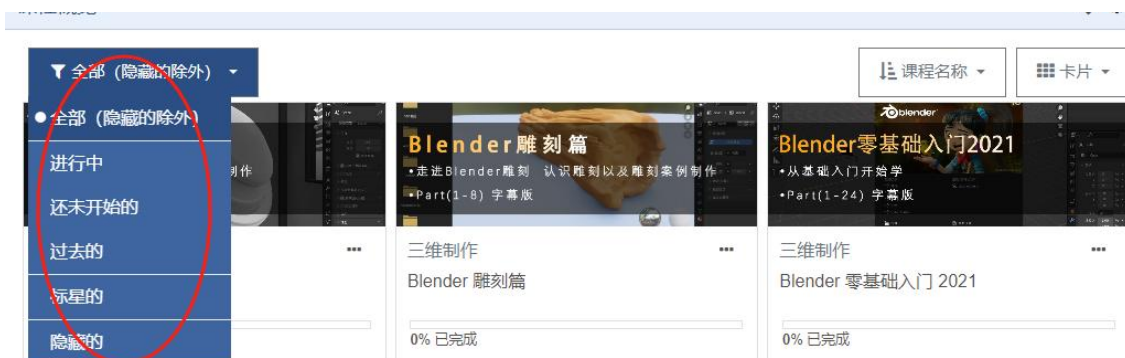 全部（隐藏的除外）
课程名称
卡片
全部（隐藏的除外）
进行中
还未开始的
过去的
标星的
隐藏的
制作
Blender雕刻篇
•走进Blender雕刻 认识雕刻以及雕刻案例制作
•Part(1-8) 字幕版
三维制作
Blender 雕刻篇
0% 已完成
blender
Blender零基础入门2021
•从基础入门开始学
•Part(1-24) 字幕版
三维制作
Blender 零基础入门 2021
0% 已完成